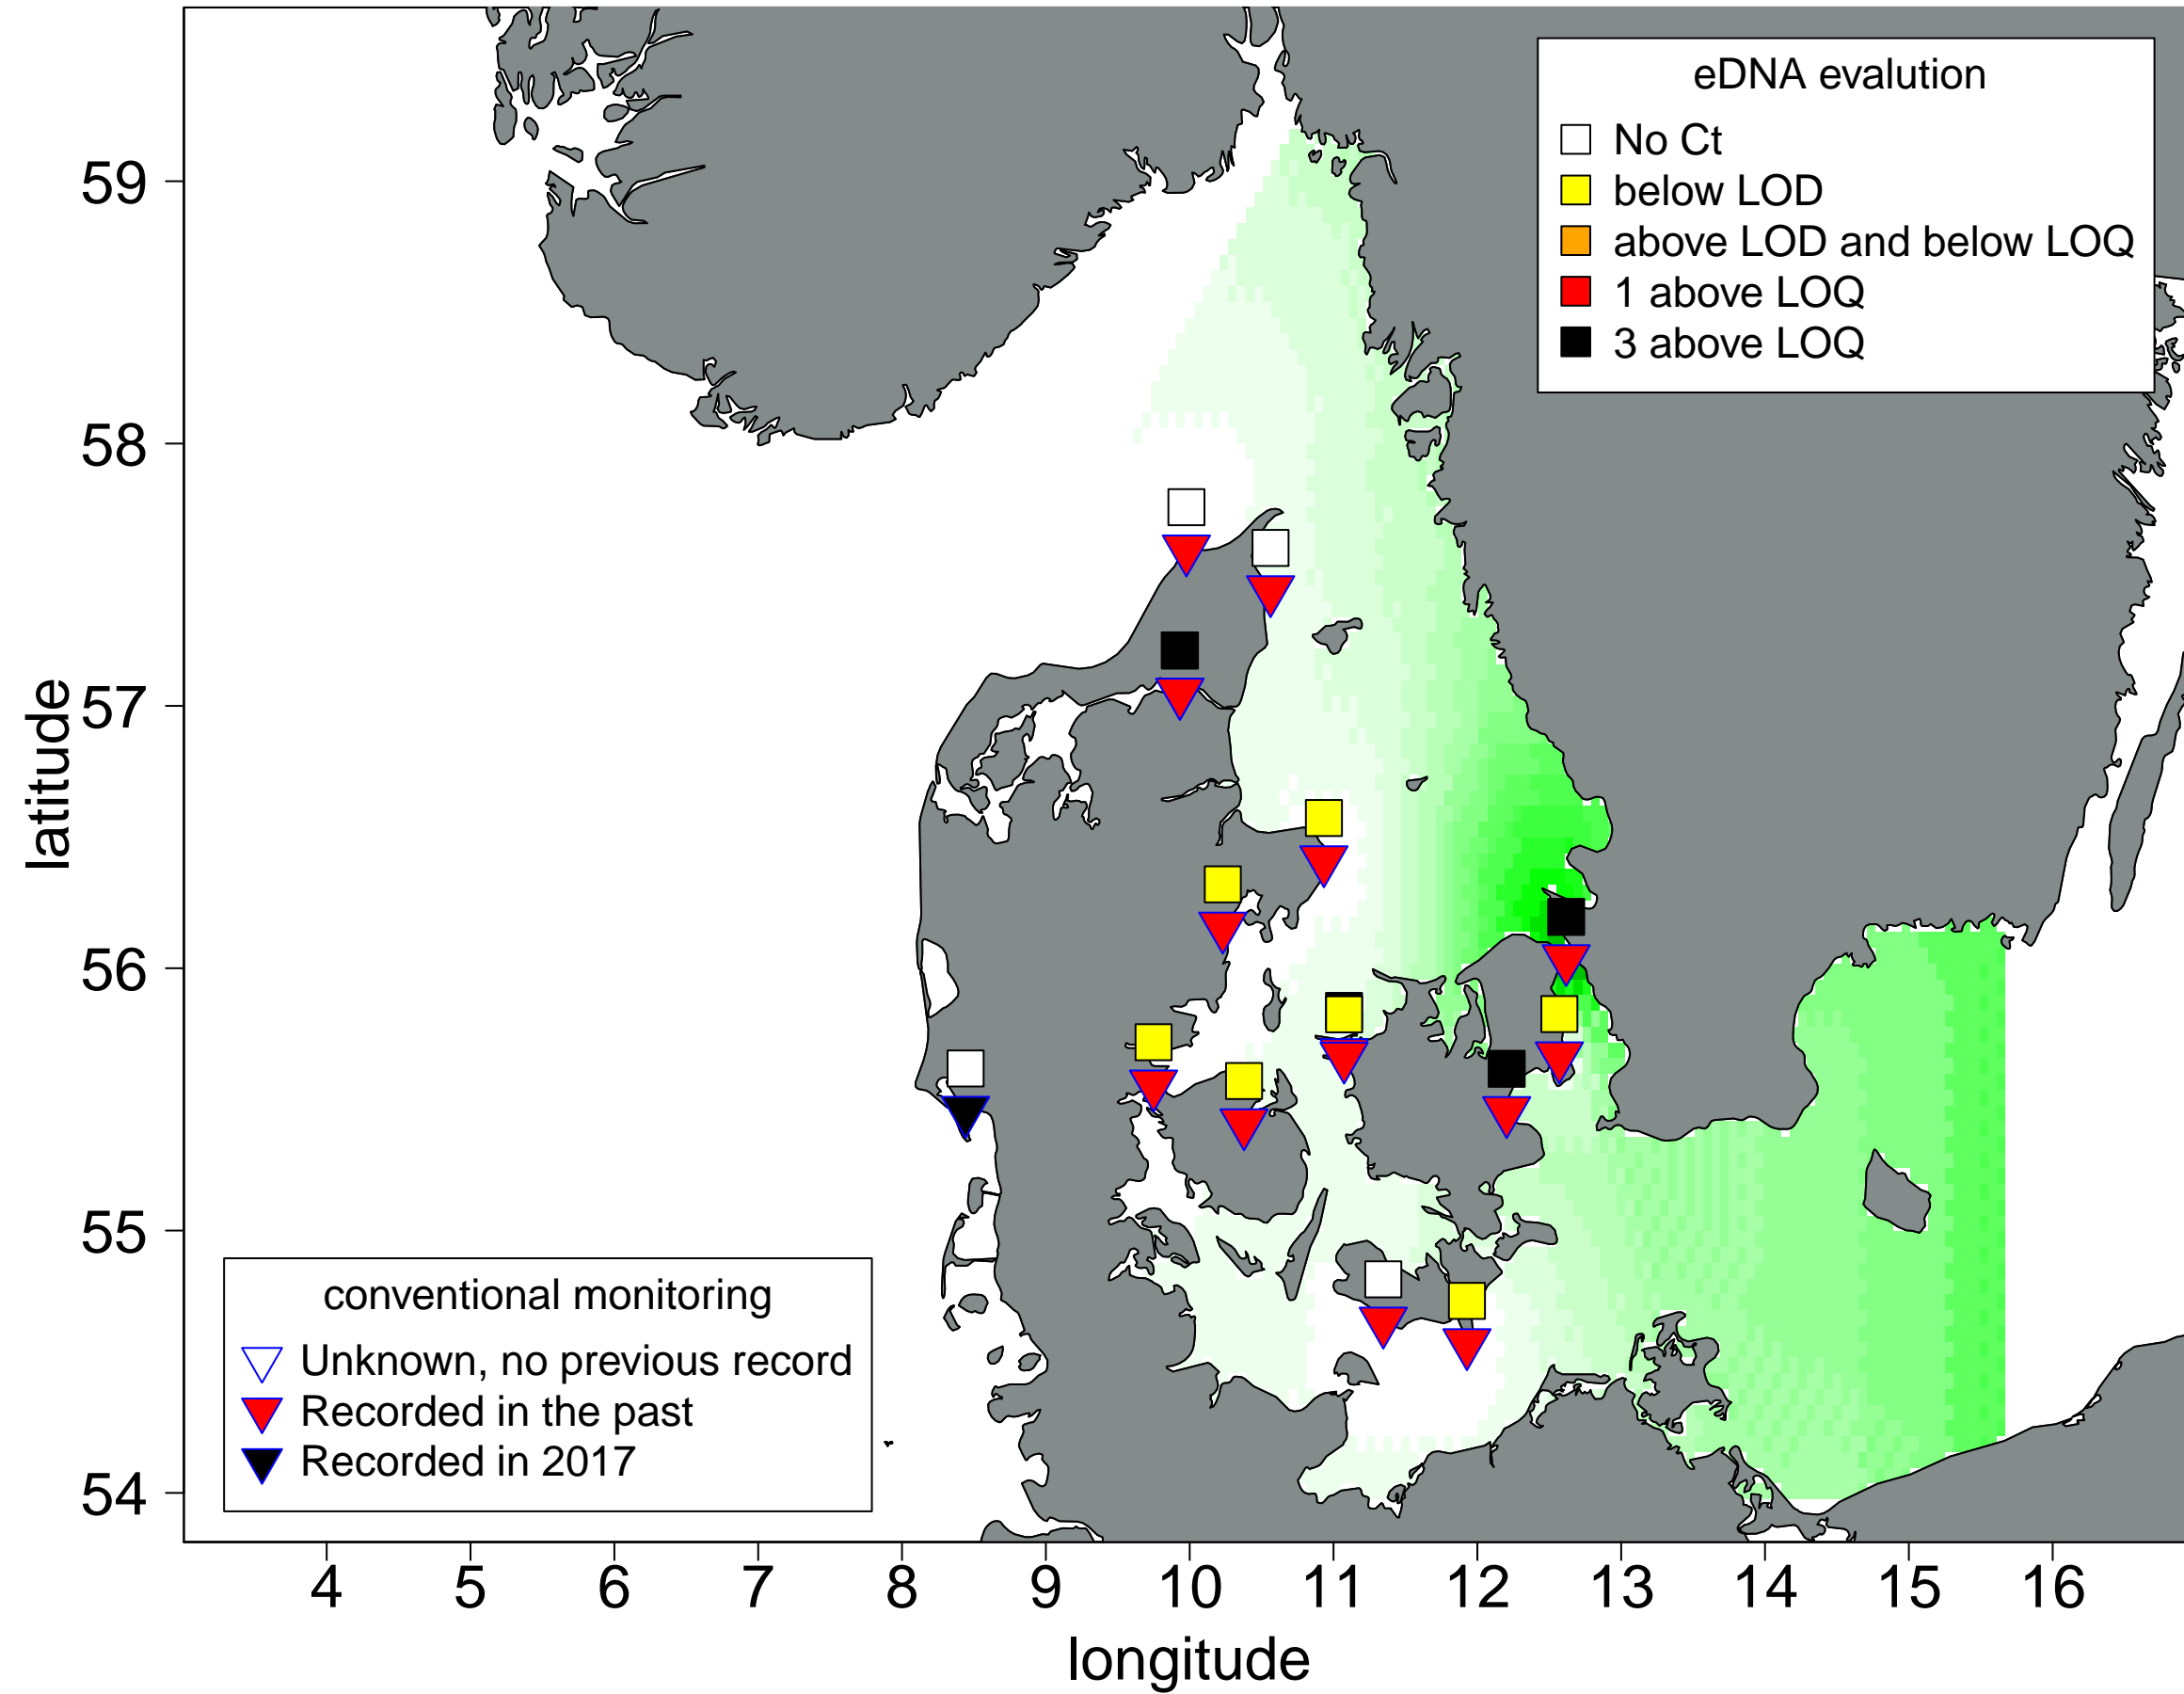 eDNA evalution
No Ct
below LOD
above LOD and below LOQ
1 above LOQ
3 above LOQ
59
58
57
56
55
54
latitude
conventional monitoring
Unknown, no previous record
Recorded in the past
Recorded in 2017
4 5 6 7 8 9 10 11 12 13 14 15 16
longitude